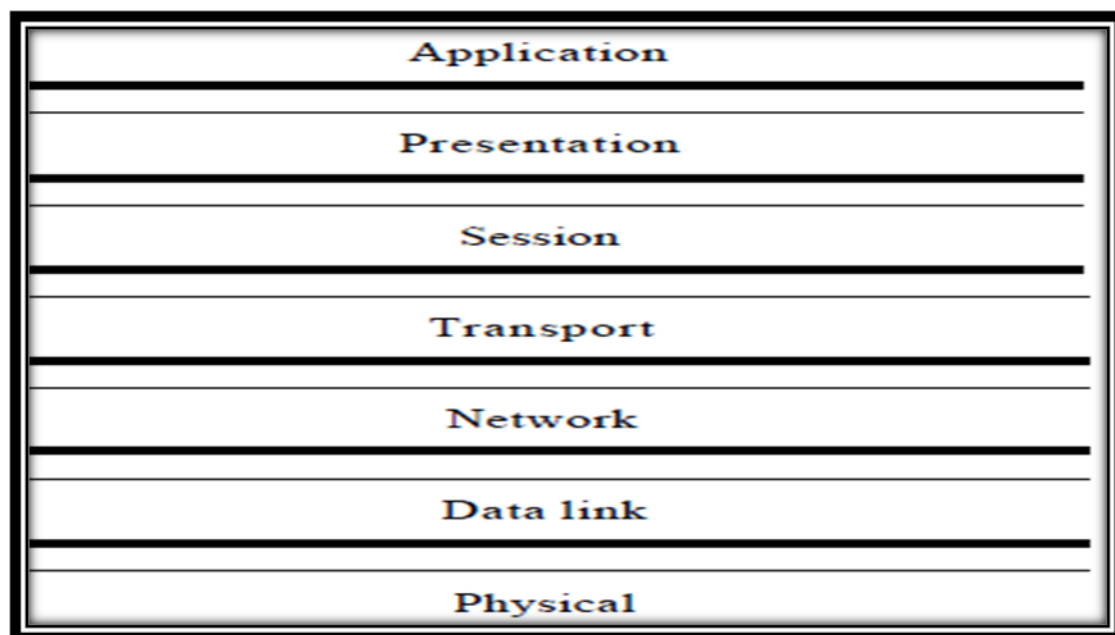 Application
Presentation
Session
Transport
Network
Data link
Physical